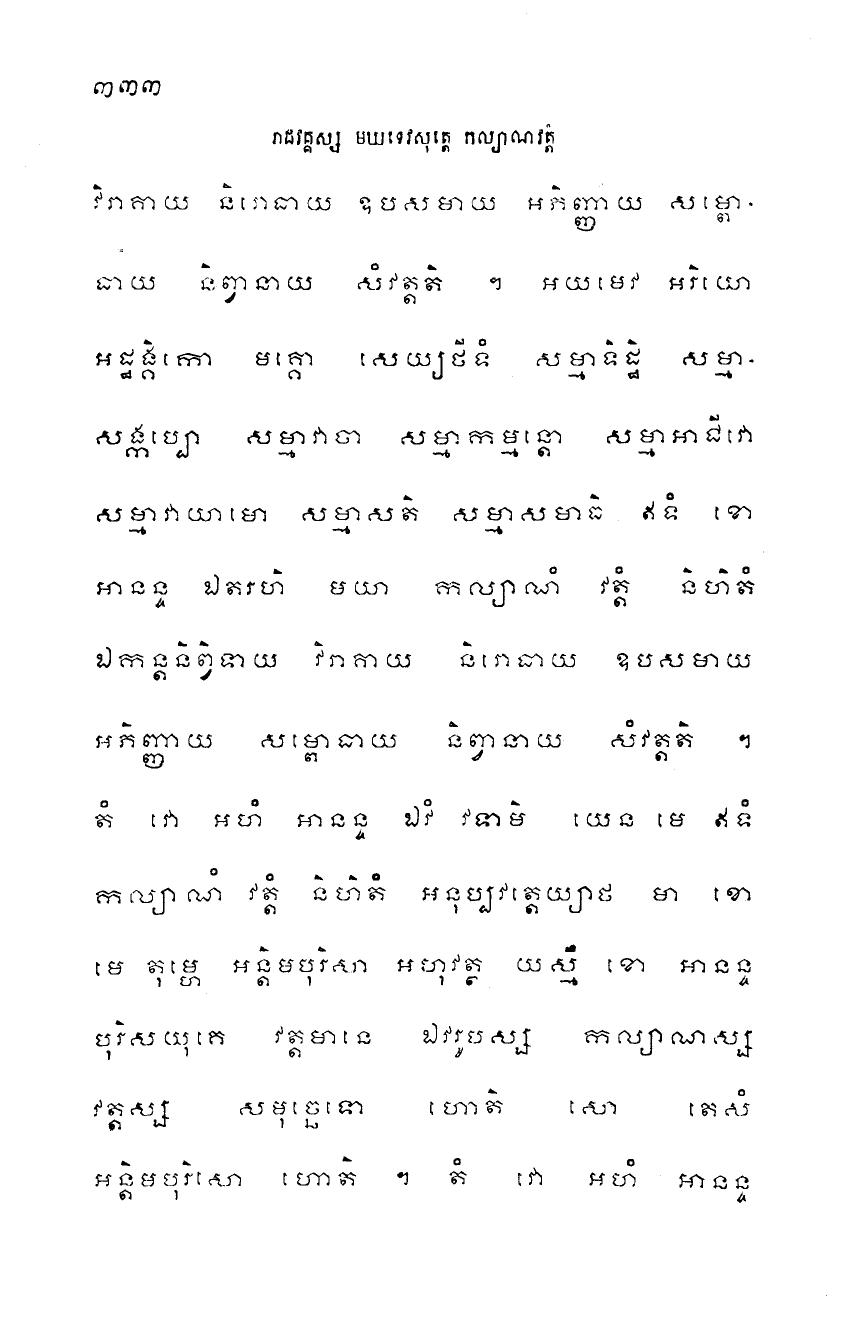 ៣៣៣
រាជវគ្គស្ស មឃទេវសុត្តេ កល្យាណវត្តំ
វិរាគាយ និរោធាយ ឧបសមាយ អភិញ្ញាយ សម្ពោ-
ធាយ និព្វានាយ សំវត្តតិ ។ អយមេវ អរិយោ
អដ្ឋង្គិកោ មគ្គោ សេយ្យថីទំ សម្មាទិដ្ឋិ សម្មា-
សង្កប្បោ សម្មាវាចា សម្មាកម្មន្តោ សម្មាអាជីវោ
សម្មាវាយាមោ សម្មាសតិ សម្មាសមាធិ ឥទំ ខោ
អានន្ទ ឯតរហិ មយា កល្យាណំ វត្តំ និហិតំ
ឯកន្តនិព្វិទាយ វិរាគាយ និរោធាយ ឧបសមាយ
អភិញ្ញាយ សម្ពោធាយ និព្វានាយ សំវត្តតិ ។
តំ វោ អហំ អានន្ទ ឯវំ វទាមិ យេន មេ ឥទំ
កល្យាណំ វត្តំ និហិតំ អនុប្បវត្តេយ្យាថ មា ខោ
មេ តុម្ហេ អន្តិមបុរិសា អហុវត្ថ យស្មឹ ខោ អានន្ទ
បុរិសយុគេ វត្តមានេ ឯវរូបស្ស កល្យាណស្ស
វត្តស្ស សមុច្ឆេទោ ហោតិ សោ តេសំ
អន្តិមបុរិសោ ហោតិ ។ តំ វោ អហំ អានន្ទ